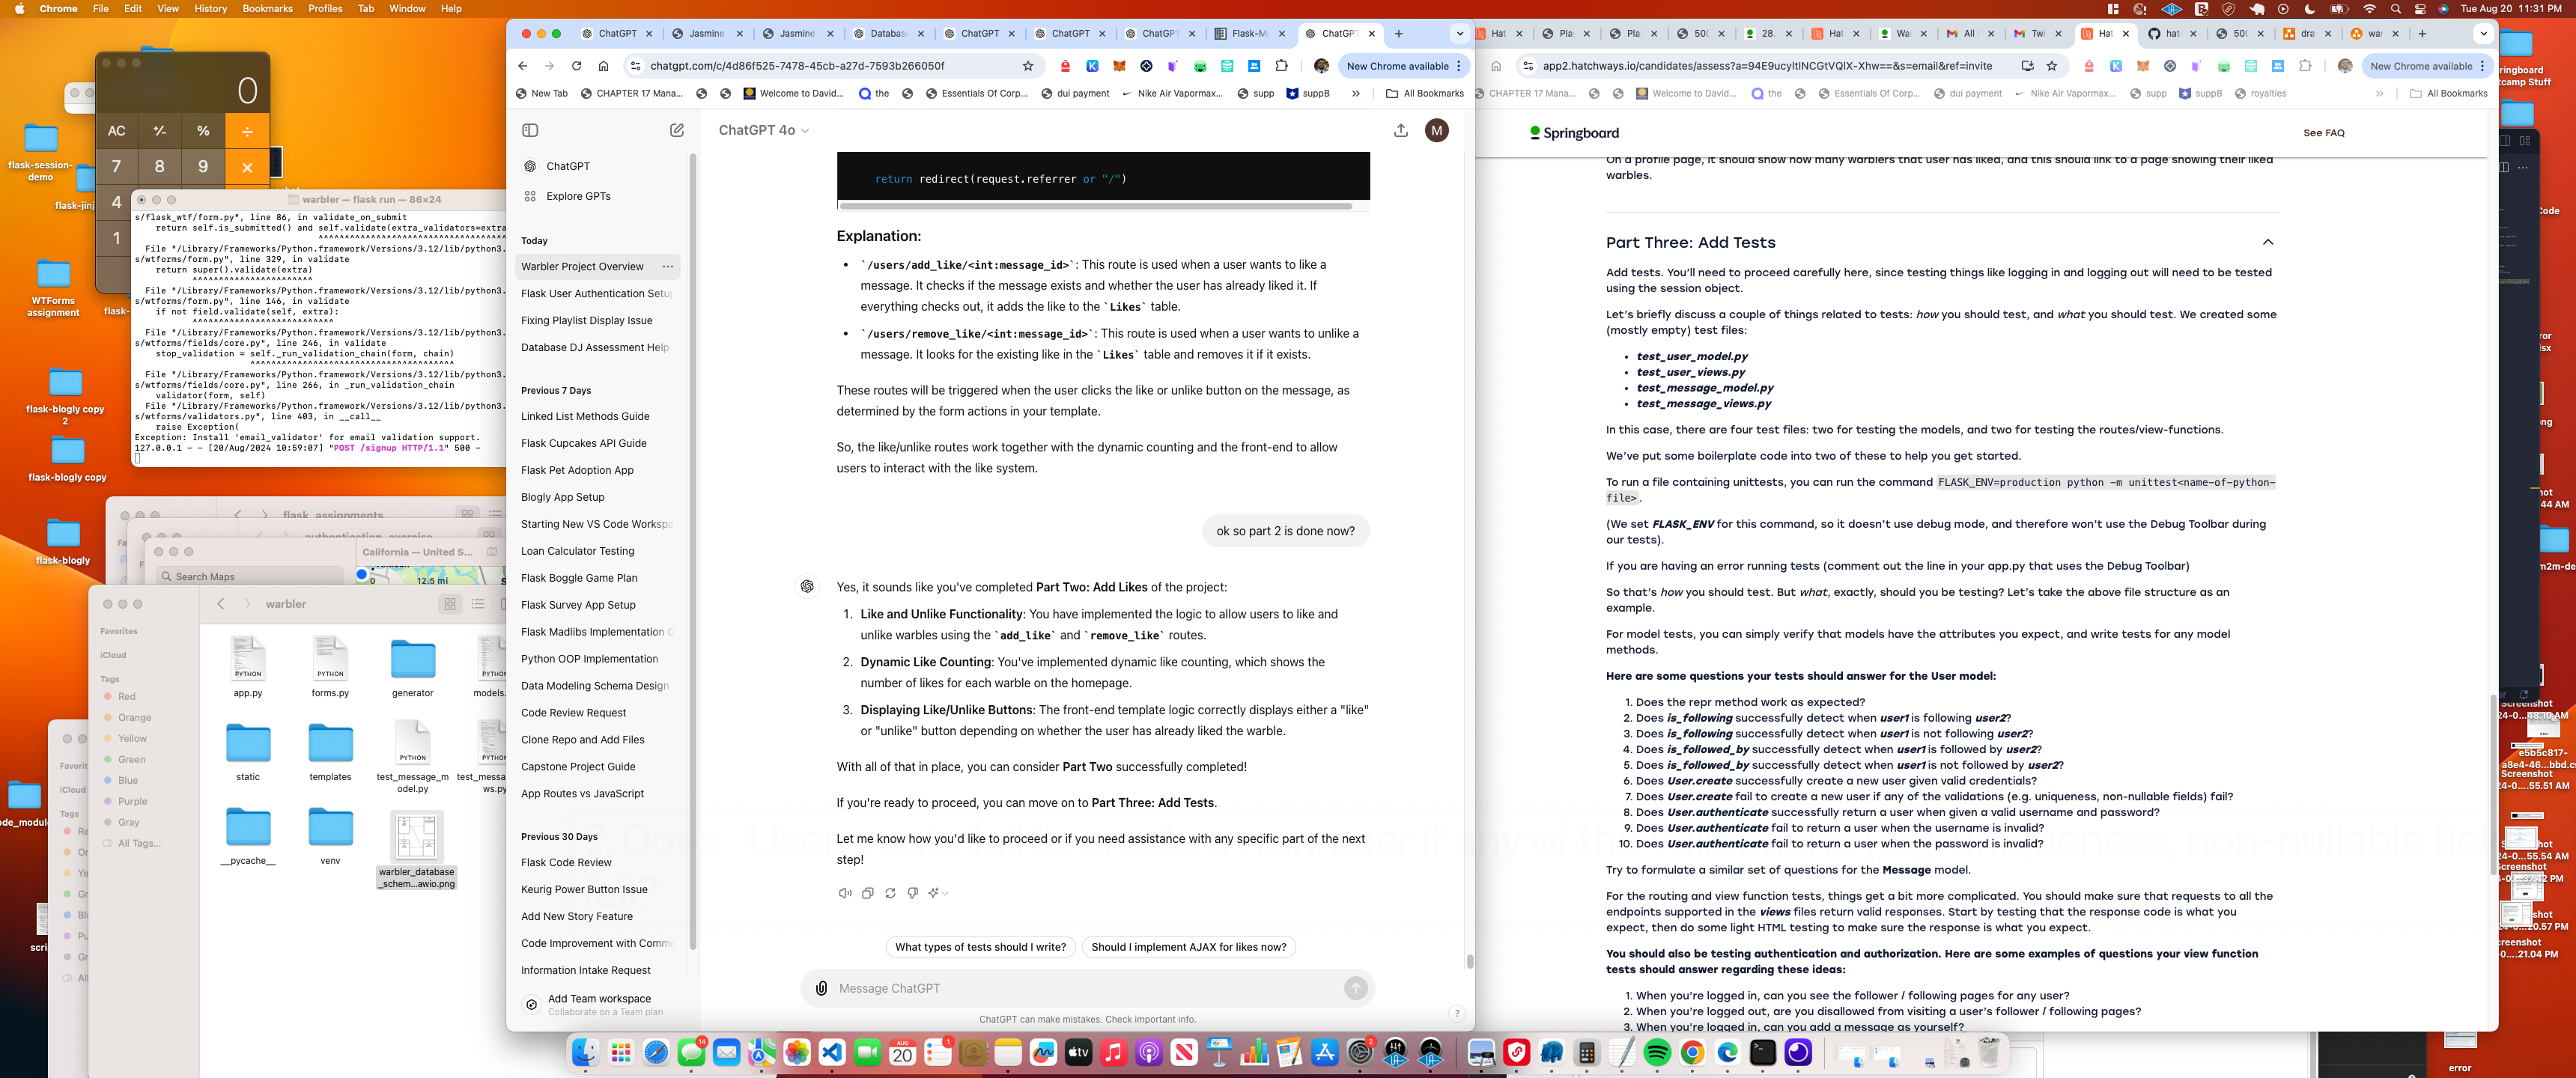 Chrome File Edit View History Bookmarks Profiles Tab Window Help
Tue Aug 20 11:31 PM
flask-session-
demo
WTForms
assignment
flask-blogly copy
2
flask-blogly copy
flask-blogly
0
AC +/- % ÷
7 8 9 ×
4
1
warbler — flask run — 86×24
s/flask_wtf/form.py", line 86, in validate_on_submit
return self.is_submitted() and self.validate(extra_validators=extra
File "/Library/Frameworks/Python.framework/Versions/3.12/lib/python3.
s/wtforms/form.py", line 329, in validate
return super().validate(extra)
File "/Library/Frameworks/Python.framework/Versions/3.12/lib/python3.
s/wtforms/form.py", line 146, in validate
if not field.validate(self, extra):
File "/Library/Frameworks/Python.framework/Versions/3.12/lib/python3.
s/wtforms/fields/core.py", line 246, in validate
stop_validation = self._run_validation_chain(form, chain)
File "/Library/Frameworks/Python.framework/Versions/3.12/lib/python3.
s/wtforms/fields/core.py", line 266, in _run_validation_chain
validator(form, self)
File "/Library/Frameworks/Python.framework/Versions/3.12/lib/python3.
s/wtforms/validators.py", line 403, in __call__
raise Exception(
Exception: Install 'email_validator' for email validation support.
127.0.0.1 - - [20/Aug/2024 10:59:07] "POST /signup HTTP/1.1" 500 -
flask_assignments
authentication_exercise
California — United S...
Search Maps
0 12.5 mi
warbler
Favorites
iCloud
Tags
Red
Orange
Yellow
Green
Blue
Purple
Gray
All Tags...
app.py forms.py generator models.
static templates test_message_m
odel.py
__pycache__ venv warbler_database
_schem...awio.png
ChatGPT Jasmine Jasmine Databas ChatGPT ChatGPT ChatGPT Flask-M ChatGPT
chatgpt.com/c/4d86f525-7478-45cb-a27d-7593b266050f
New Chrome available
New Tab CHAPTER 17 Mana... Welcome to David... the Essentials Of Corp... dui payment Nike Air Vapormax... supp suppB All Bookmarks
ChatGPT
Explore GPTs
Today
Warbler Project Overview
Flask User Authentication Setup
Fixing Playlist Display Issue
Database DJ Assessment Help
Previous 7 Days
Linked List Methods Guide
Flask Cupcakes API Guide
Flask Pet Adoption App
Blogly App Setup
Starting New VS Code Workspa
Loan Calculator Testing
Flask Boggle Game Plan
Flask Survey App Setup
Flask Madlibs Implementation G
Python OOP Implementation
Data Modeling Schema Design
Code Review Request
Clone Repo and Add Files
Capstone Project Guide
App Routes vs JavaScript
Previous 30 Days
Flask Code Review
Keurig Power Button Issue
Add New Story Feature
Code Improvement with Comme
Information Intake Request
Add Team workspace
Collaborate on a Team plan
ChatGPT 4o
M
return redirect(request.referrer or "/")
Explanation:
• `/users/add_like/<int:message_id>`: This route is used when a user wants to like a
message. It checks if the message exists and whether the user has already liked it. If
everything checks out, it adds the like to the `Likes` table.
• `/users/remove_like/<int:message_id>`: This route is used when a user wants to unlike a
message. It looks for the existing like in the `Likes` table and removes it if it exists.
These routes will be triggered when the user clicks the like or unlike button on the message, as
determined by the form actions in your template.
So, the like/unlike routes work together with the dynamic counting and the front-end to allow
users to interact with the like system.
ok so part 2 is done now?
Yes, it sounds like you've completed Part Two: Add Likes of the project:
1. Like and Unlike Functionality: You have implemented the logic to allow users to like and
unlike warbles using the `add_like` and `remove_like` routes.
2. Dynamic Like Counting: You've implemented dynamic like counting, which shows the
number of likes for each warble on the homepage.
3. Displaying Like/Unlike Buttons: The front-end template logic correctly displays either a "like"
or "unlike" button depending on whether the user has already liked the warble.
With all of that in place, you can consider Part Two successfully completed!
If you're ready to proceed, you can move on to Part Three: Add Tests.
Let me know how you'd like to proceed or if you need assistance with any specific part of the next
step!
What types of tests should I write? Should I implement AJAX for likes now?
Message ChatGPT
ChatGPT can make mistakes. Check important info.
?
app2.hatchways.io/candidates/assess?a=94E9ucyltINCGtVQlX-Xhw==&s=email&ref=invite
New Chrome available
CHAPTER 17 Mana... Welcome to David... the Essentials Of Corp... dui payment Nike Air Vapormax... supp suppB royalties All Bookmarks
Springboard
See FAQ
On a profile page, it should show how many warblers that user has liked, and this should link to a page showing their liked
warbles.
Part Three: Add Tests
Add tests. You'll need to proceed carefully here, since testing things like logging in and logging out will need to be tested
using the session object.
Let's briefly discuss a couple of things related to tests: how you should test, and what you should test. We created some
(mostly empty) test files:
• test_user_model.py
• test_user_views.py
• test_message_model.py
• test_message_views.py
In this case, there are four test files: two for testing the models, and two for testing the routes/view-functions.
We've put some boilerplate code into two of these to help you get started.
To run a file containing unittests, you can run the command FLASK_ENV=production python -m unittest<name-of-python-
file>.
(We set FLASK_ENV for this command, so it doesn't use debug mode, and therefore won't use the Debug Toolbar during
our tests).
If you are having an error running tests (comment out the line in your app.py that uses the Debug Toolbar)
So that's how you should test. But what, exactly, should you be testing? Let's take the above file structure as an
example.
For model tests, you can simply verify that models have the attributes you expect, and write tests for any model
methods.
Here are some questions your tests should answer for the User model:
1. Does the repr method work as expected?
2. Does is_following successfully detect when user1 is following user2?
3. Does is_following successfully detect when user1 is not following user2?
4. Does is_followed_by successfully detect when user1 is followed by user2?
5. Does is_followed_by successfully detect when user1 is not followed by user2?
6. Does User.create successfully create a new user given valid credentials?
7. Does User.create fail to create a new user if any of the validations (e.g. uniqueness, non-nullable fields) fail?
8. Does User.authenticate successfully return a user when given a valid username and password?
9. Does User.authenticate fail to return a user when the username is invalid?
10. Does User.authenticate fail to return a user when the password is invalid?
Try to formulate a similar set of questions for the Message model.
For the routing and view function tests, things get a bit more complicated. You should make sure that requests to all the
endpoints supported in the views files return valid responses. Start by testing that the response code is what you
expect, then do some light HTML testing to make sure the response is what you expect.
You should also be testing authentication and authorization. Here are some examples of questions your view function
tests should answer regarding these ideas:
1. When you're logged in, can you see the follower / following pages for any user?
2. When you're logged out, are you disallowed from visiting a user's follower / following pages?
3. When you're logged in, can you add a message as yourself?
error